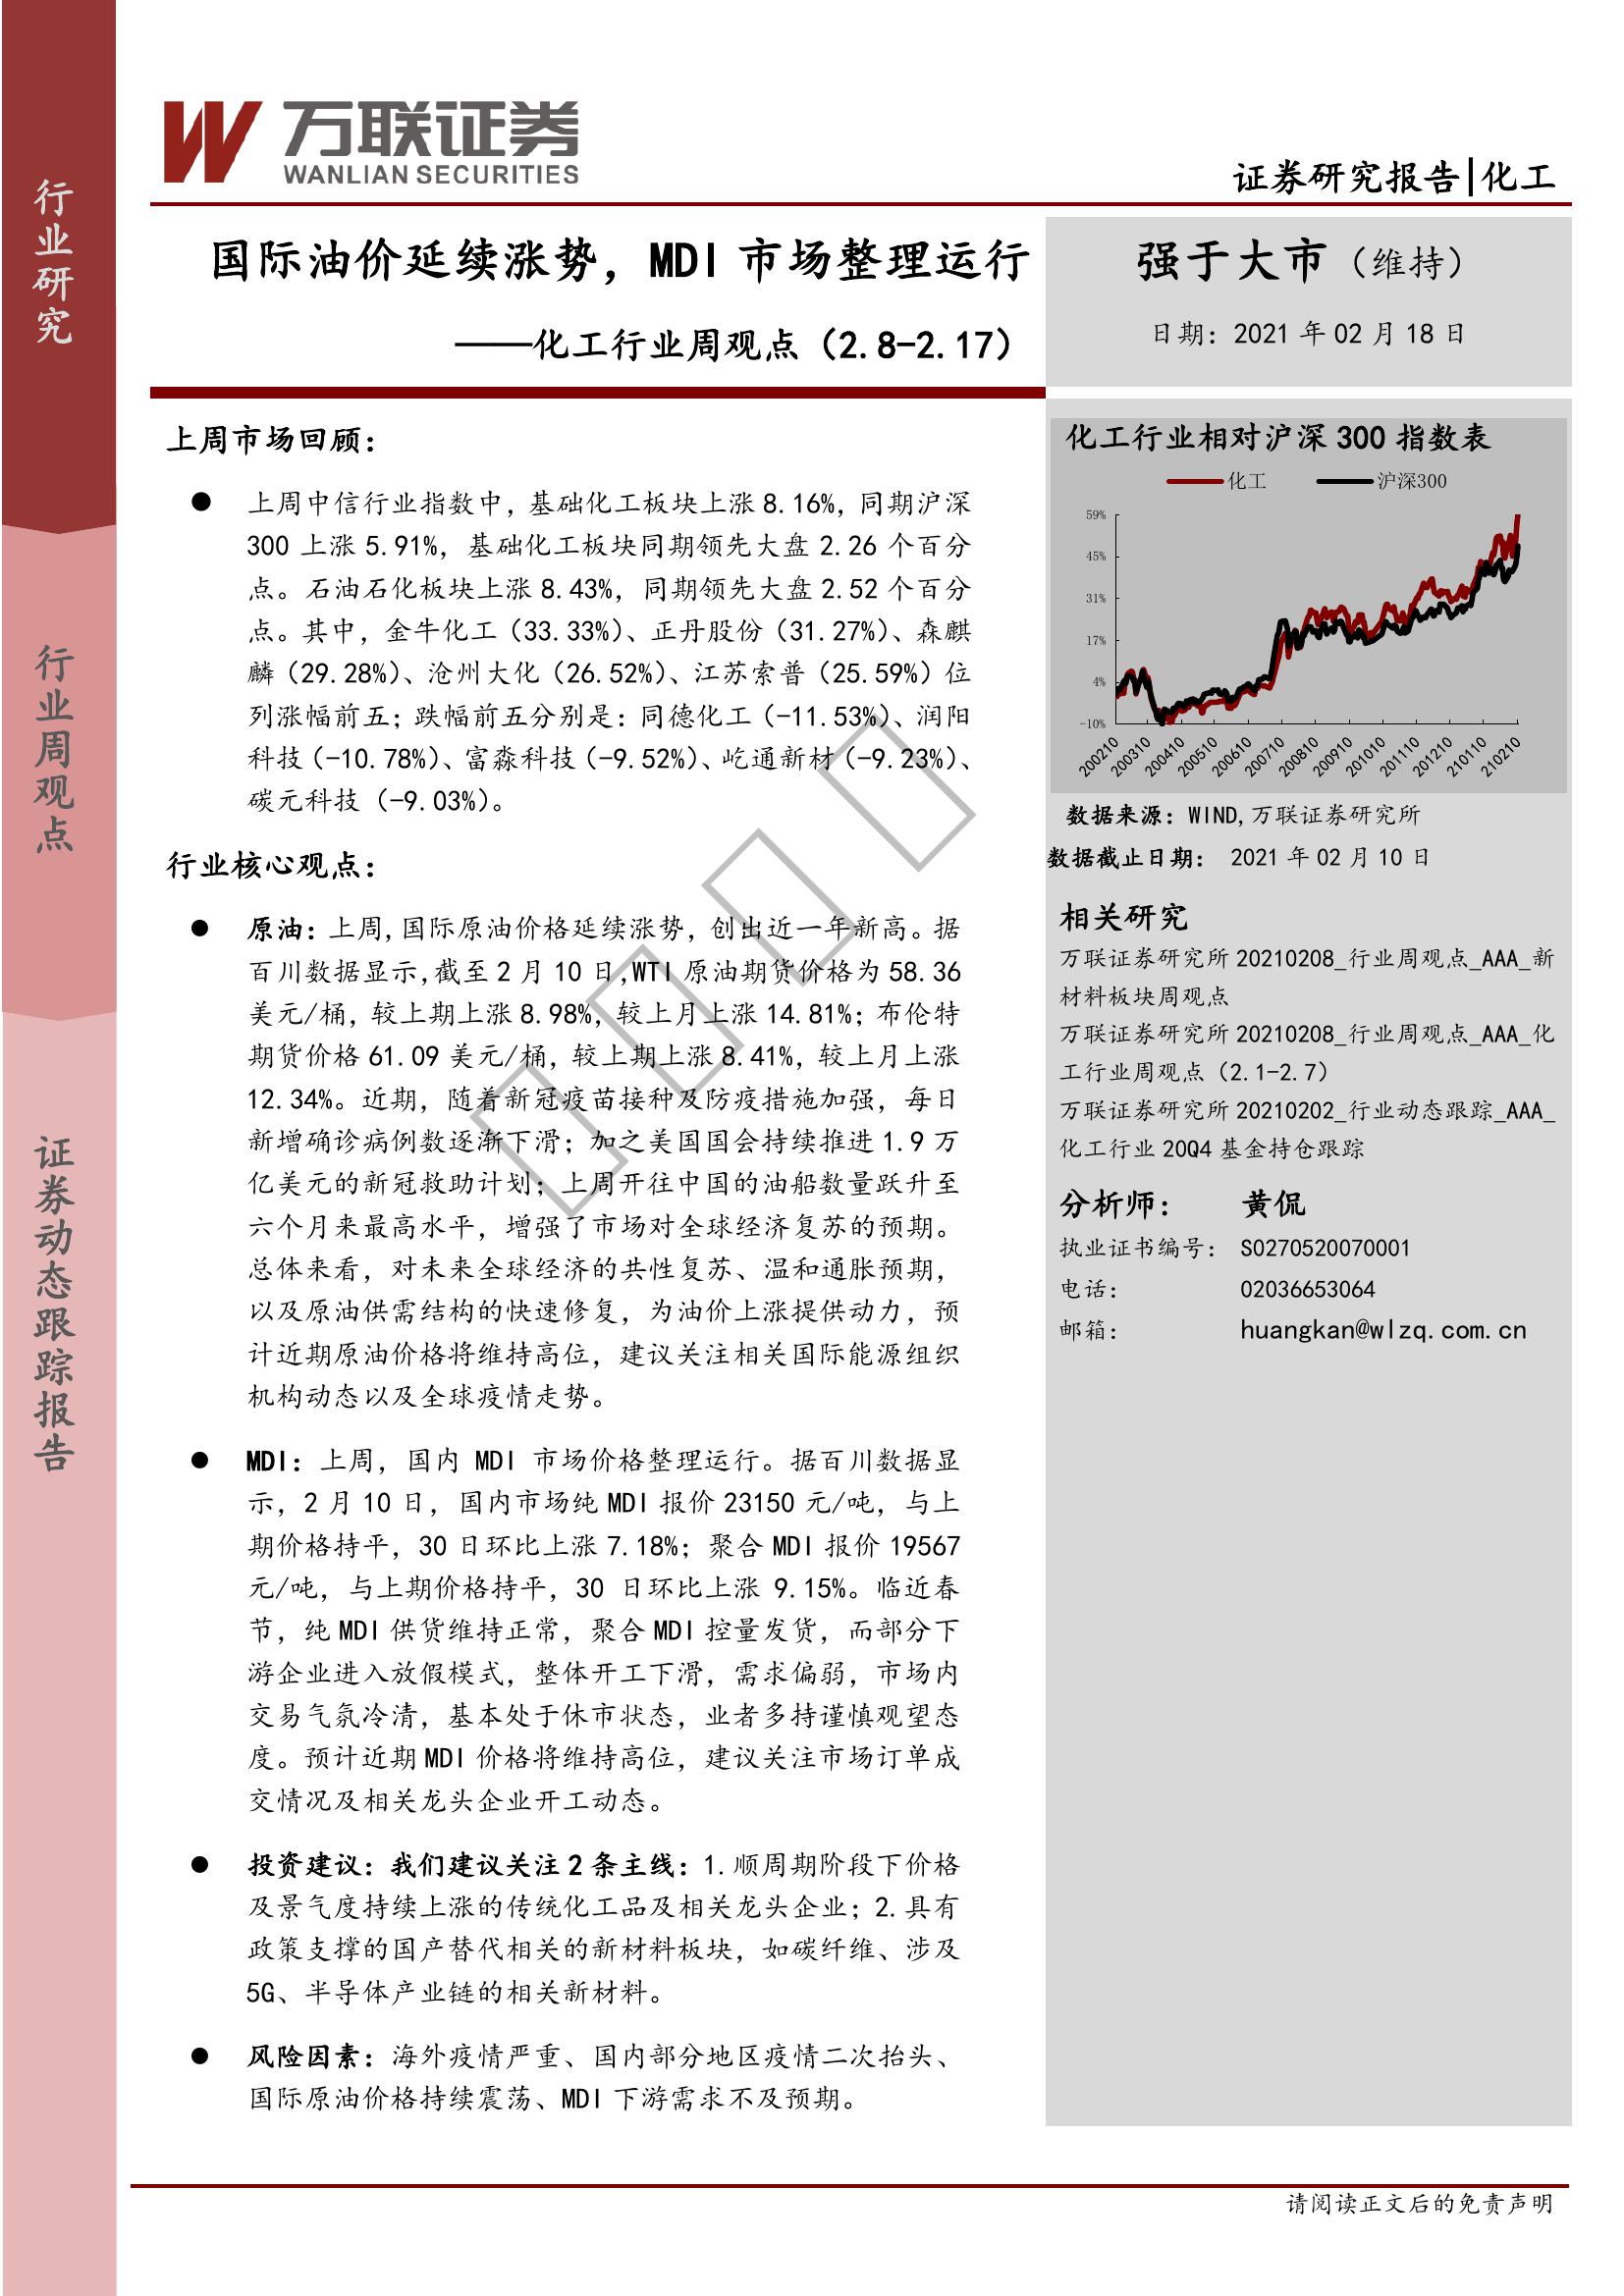 行业研究
行业周观点
证券动态跟踪报告
万联证券
WANLIAN SECURITIES
证券研究报告|化工
国际油价延续涨势，MDI 市场整理运行
——化工行业周观点（2.8-2.17）
强于大市（维持）
日期：2021 年 02 月 18 日
上周市场回顾：
● 上周中信行业指数中，基础化工板块上涨 8.16%，同期沪深
300 上涨 5.91%，基础化工板块同期领先大盘 2.26 个百分
点。石油石化板块上涨 8.43%，同期领先大盘 2.52 个百分
点。其中，金牛化工（33.33%）、正丹股份（31.27%）、森麒
麟（29.28%）、沧州大化（26.52%）、江苏索普（25.59%）位
列涨幅前五；跌幅前五分别是：同德化工（-11.53%）、润阳
科技（-10.78%）、富淼科技（-9.52%）、屹通新材（-9.23%）、
碳元科技（-9.03%）。
行业核心观点：
● 原油：上周,国际原油价格延续涨势，创出近一年新高。据
百川数据显示,截至 2 月 10 日,WTI 原油期货价格为 58.36
美元/桶，较上期上涨 8.98%，较上月上涨 14.81%；布伦特
期货价格 61.09 美元/桶，较上期上涨 8.41%，较上月上涨
12.34%。近期，随着新冠疫苗接种及防疫措施加强，每日
新增确诊病例数逐渐下滑；加之美国国会持续推进 1.9 万
亿美元的新冠救助计划；上周开往中国的油船数量跃升至
六个月来最高水平，增强了市场对全球经济复苏的预期。
总体来看，对未来全球经济的共性复苏、温和通胀预期，
以及原油供需结构的快速修复，为油价上涨提供动力，预
计近期原油价格将维持高位，建议关注相关国际能源组织
机构动态以及全球疫情走势。
● MDI：上周，国内 MDI 市场价格整理运行。据百川数据显
示，2 月 10 日，国内市场纯 MDI 报价 23150 元/吨，与上
期价格持平，30 日环比上涨 7.18%；聚合 MDI 报价 19567
元/吨，与上期价格持平，30 日环比上涨 9.15%。临近春
节，纯 MDI 供货维持正常，聚合 MDI 控量发货，而部分下
游企业进入放假模式，整体开工下滑，需求偏弱，市场内
交易气氛冷清，基本处于休市状态，业者多持谨慎观望态
度。预计近期 MDI 价格将维持高位，建议关注市场订单成
交情况及相关龙头企业开工动态。
● 投资建议：我们建议关注 2 条主线：1.顺周期阶段下价格
及景气度持续上涨的传统化工品及相关龙头企业；2.具有
政策支撑的国产替代相关的新材料板块，如碳纤维、涉及
5G、半导体产业链的相关新材料。
● 风险因素：海外疫情严重、国内部分地区疫情二次抬头、
国际原油价格持续震荡、MDI 下游需求不及预期。
化工行业相对沪深 300 指数表
化工 沪深300
59%
45%
31%
17%
4%
-10%
200210 200310 200410 200510 200610 200710 200810 200910 201010 201110 201210 210110 210210
数据来源：WIND,万联证券研究所
数据截止日期： 2021 年 02 月 10 日
相关研究
万联证券研究所 20210208_行业周观点_AAA_新
材料板块周观点
万联证券研究所 20210208_行业周观点_AAA_化
工行业周观点（2.1-2.7）
万联证券研究所 20210202_行业动态跟踪_AAA_
化工行业 20Q4 基金持仓跟踪
分析师： 黄侃
执业证书编号： S0270520070001
电话： 02036653064
邮箱： huangkan@wlzq.com.cn
请阅读正文后的免责声明